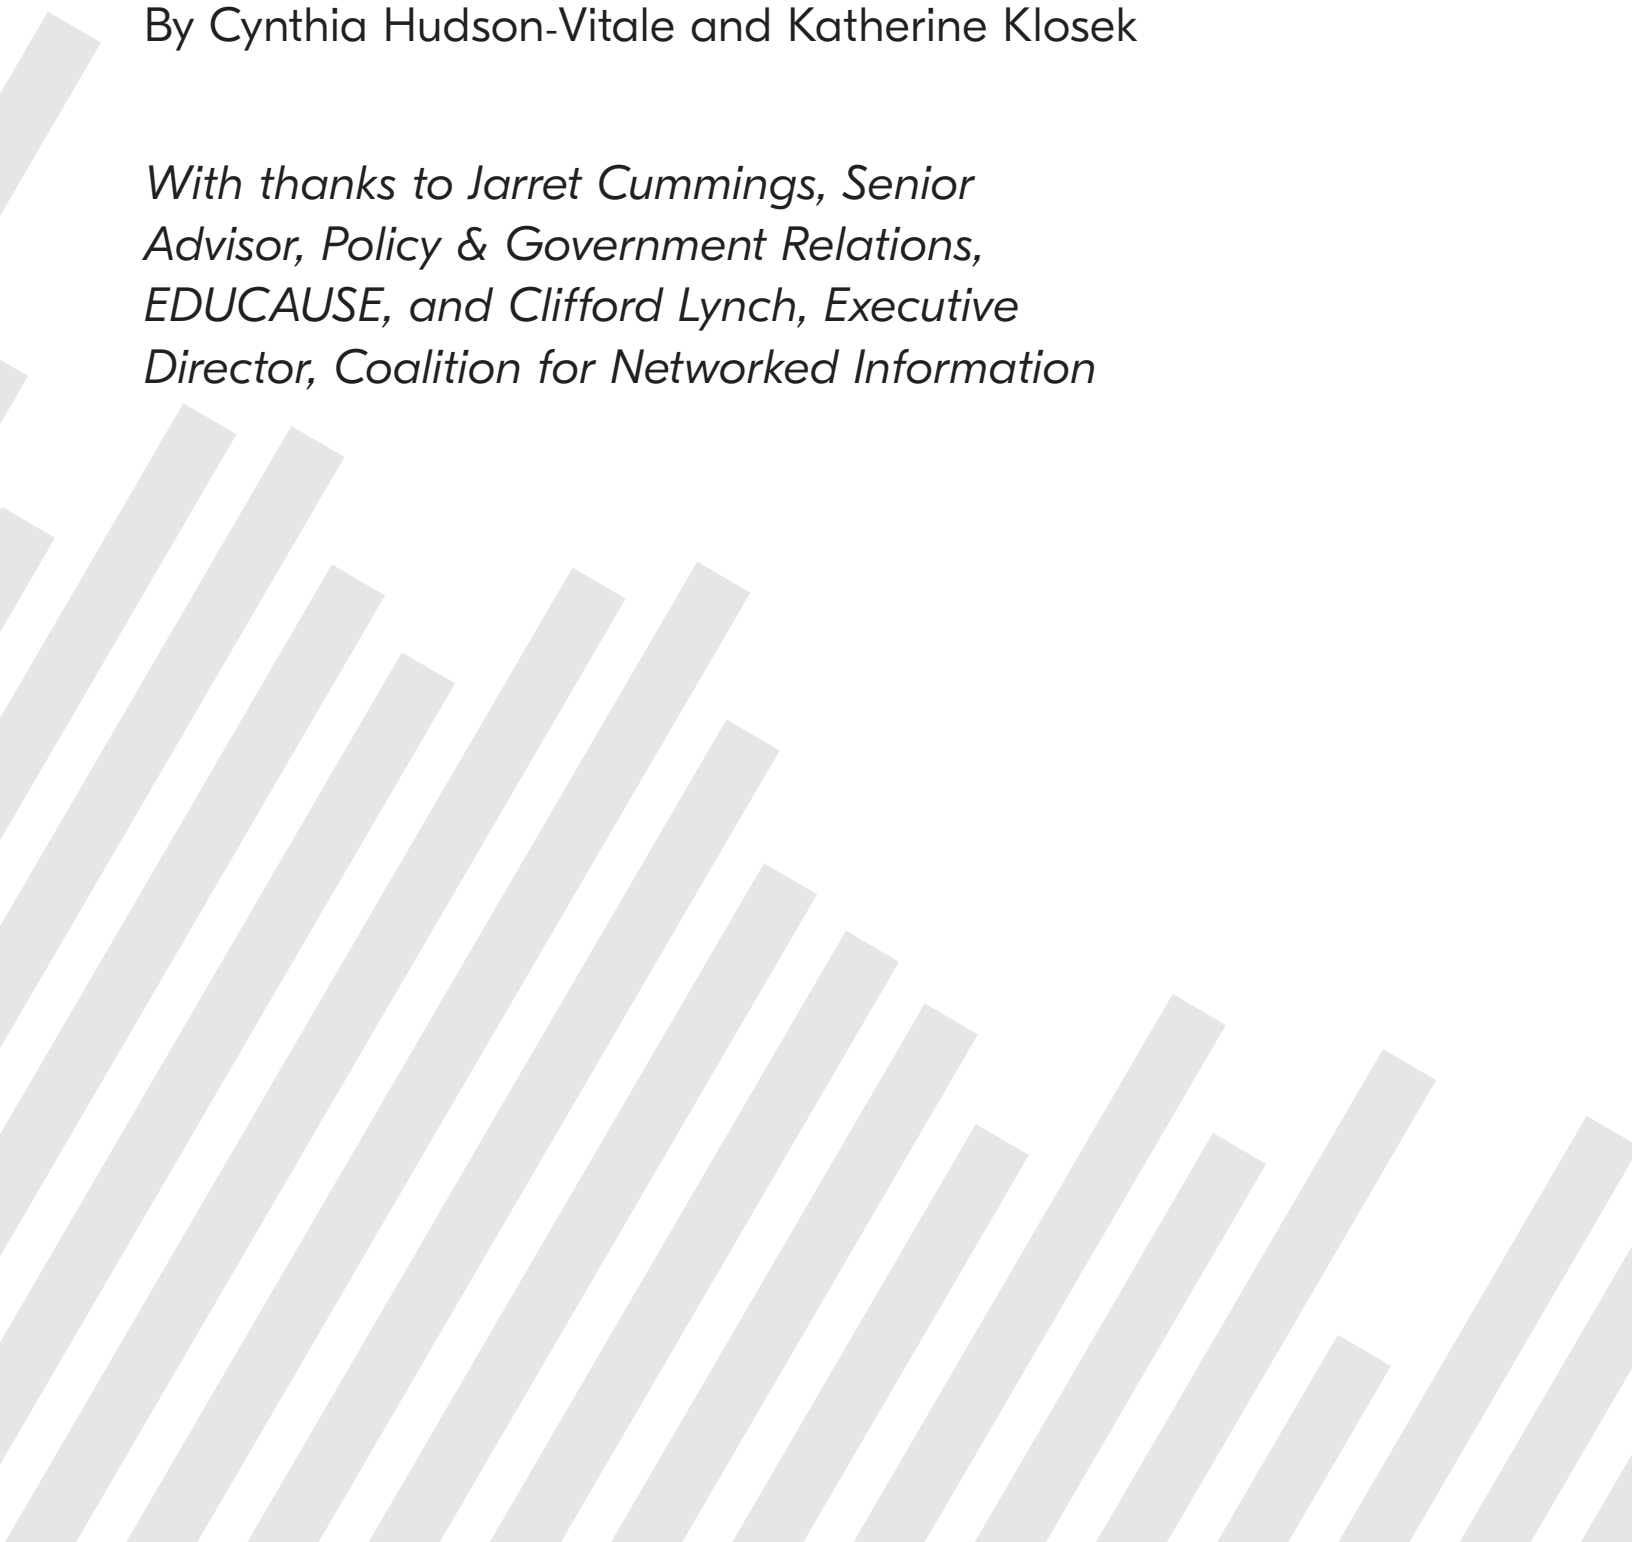 By Cynthia Hudson-Vitale and Katherine Klosek
With thanks to Jarret Cummings, Senior
Advisor, Policy & Government Relations,
EDUCAUSE, and Clifford Lynch, Executive
Director, Coalition for Networked Information